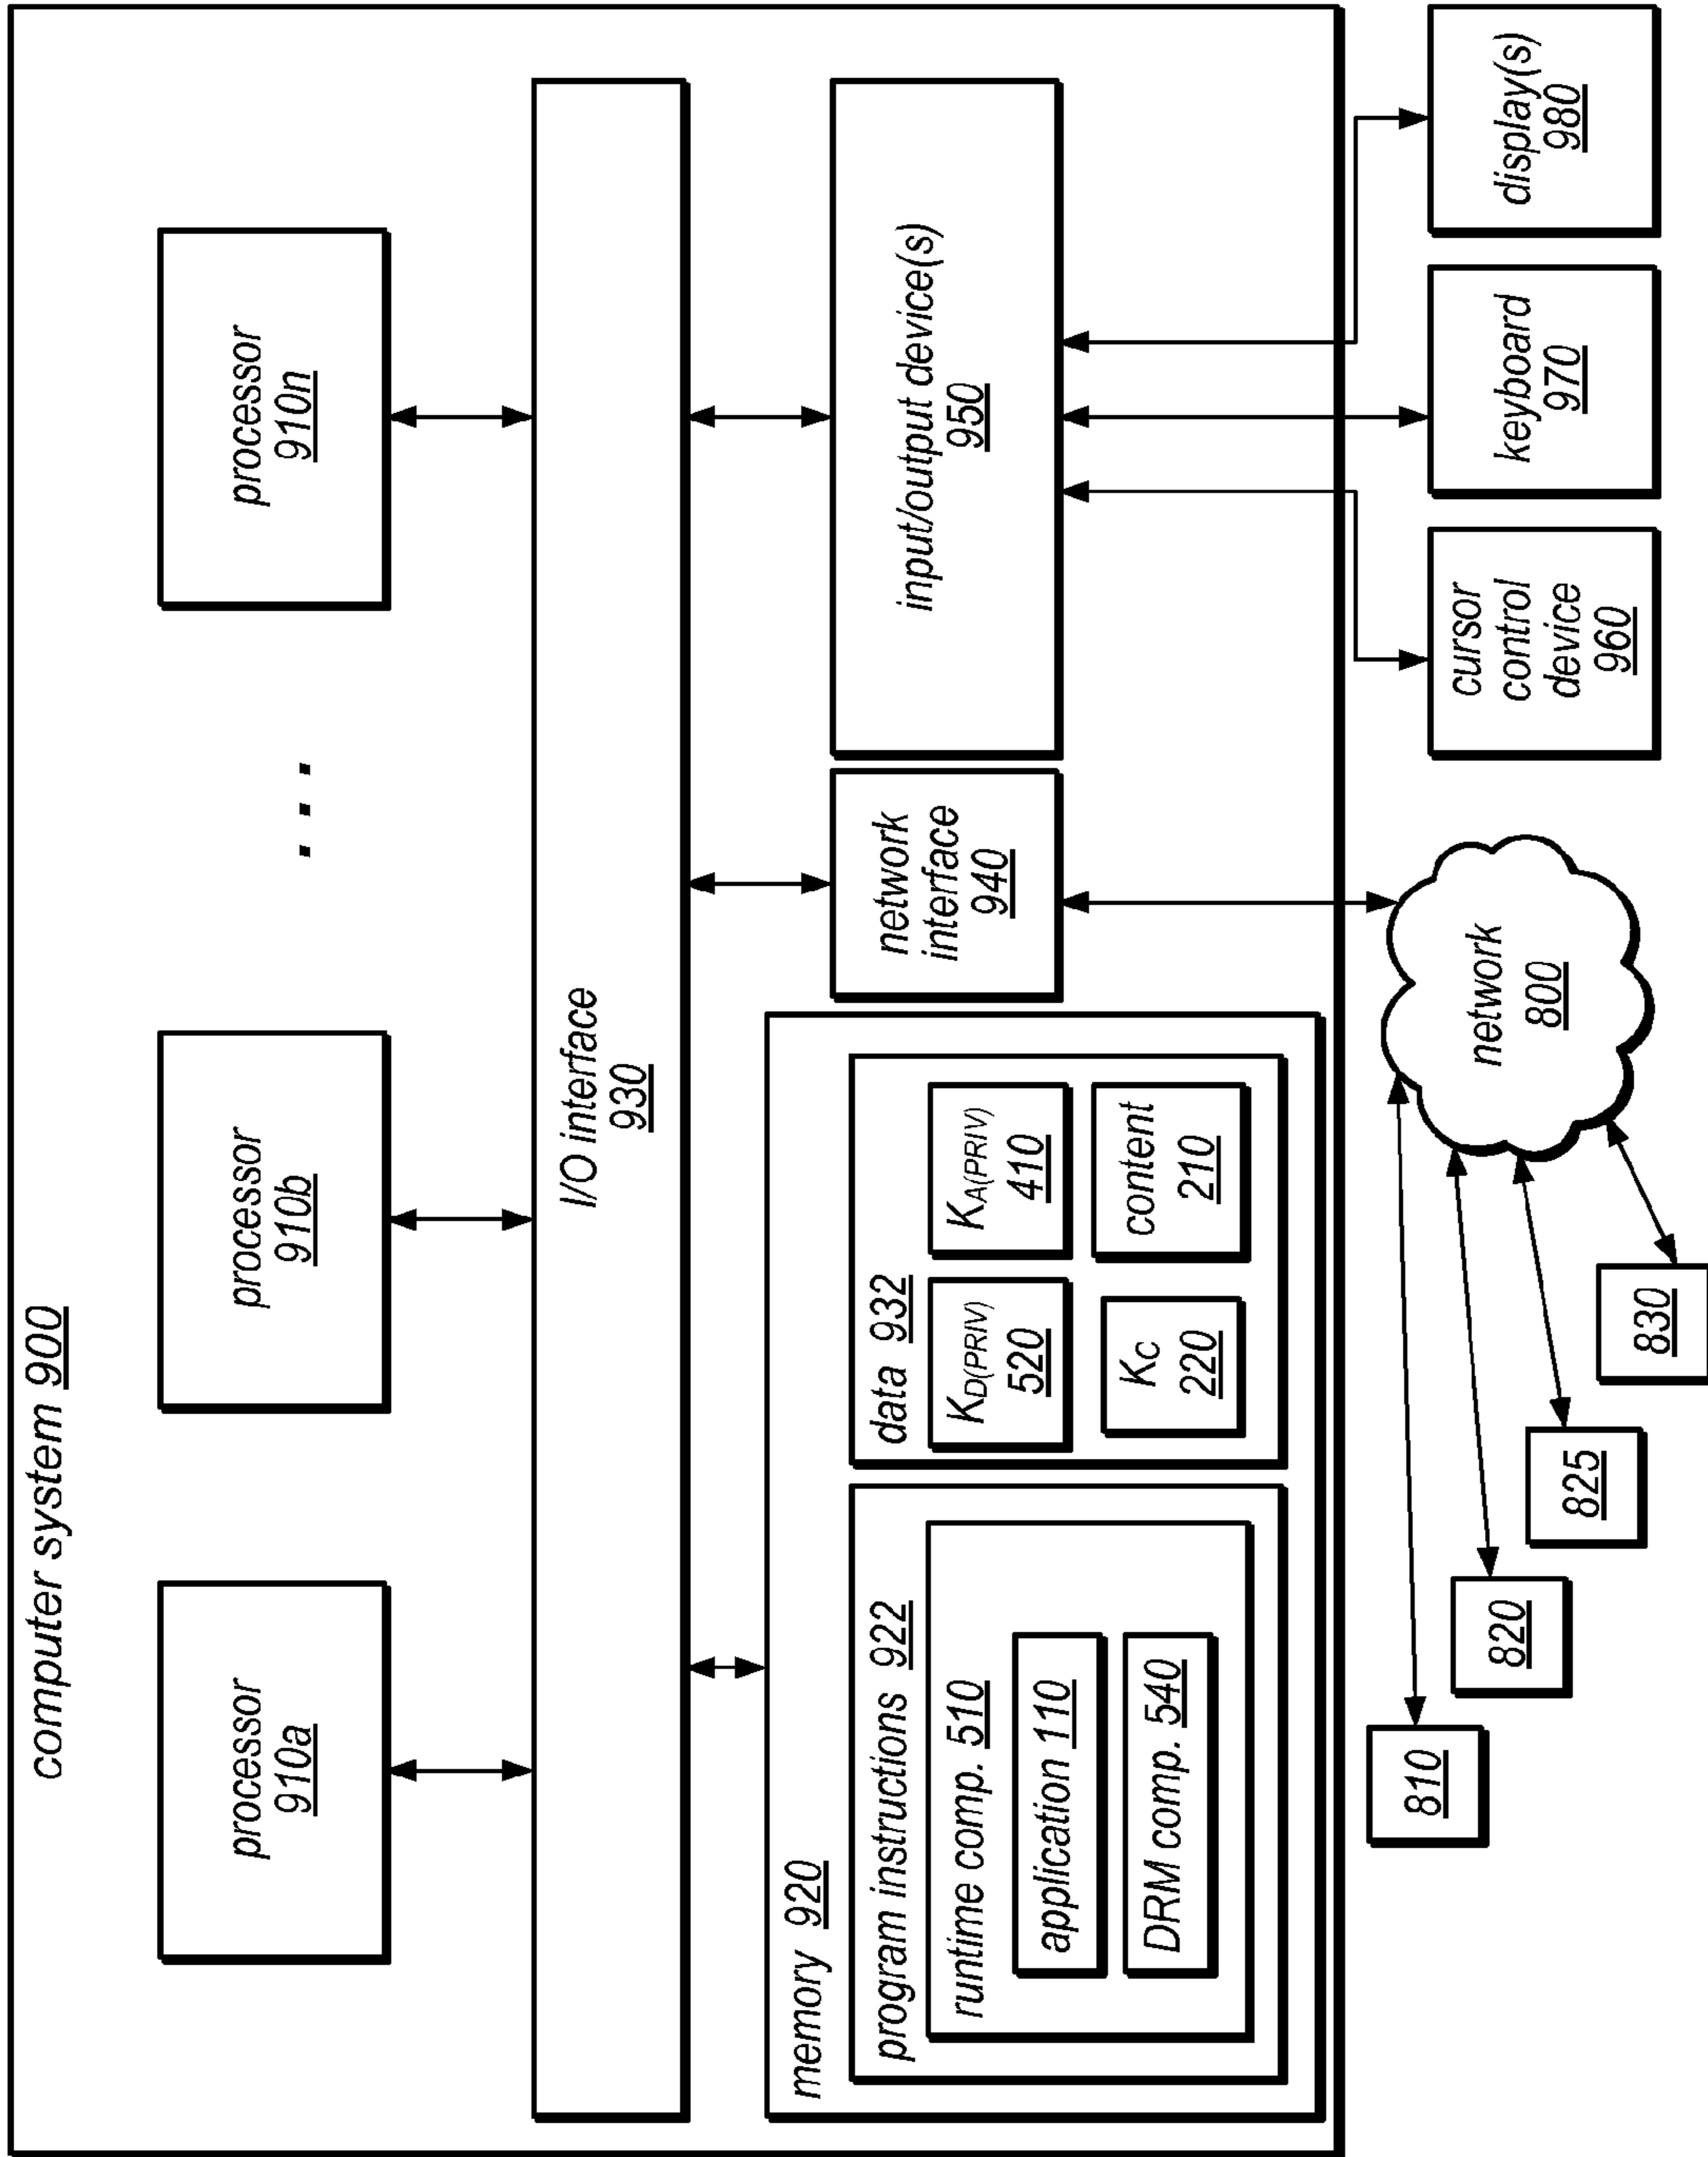 computer system 900
processor
910a
processor
910b
. . .
processor
910n
I/O interface
930
memory 920
program instructions 922
runtime comp. 510
application 110
DRM comp. 540
data 932
KD(PRIV)
520
KA(PRIV)
410
KC
220
content
210
network
interface
940
input/output device(s)
950
810
820
825
830
network
800
cursor
control
device
960
keyboard
970
display(s)
980